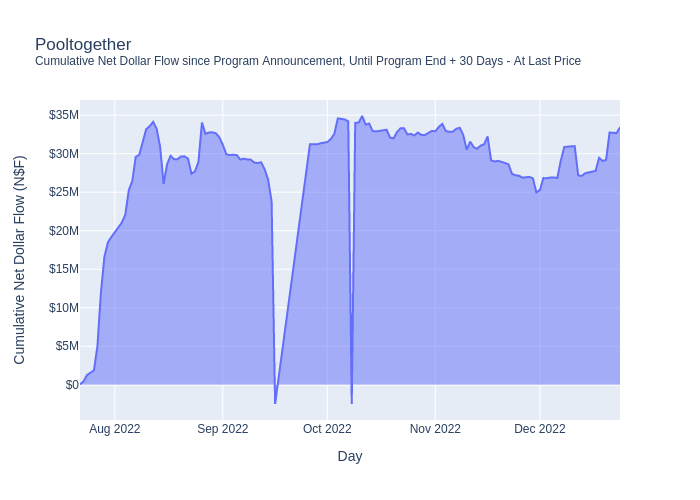 Pooltogether
Cumulative Net Dollar Flow since Program Announcement, Until Program End + 30 Days - At Last Price
Cumulative Net Dollar Flow (N$F)
$35M
$30M
$25M
$20M
$15M
$10M
$5M
$0
Aug 2022
Sep 2022
Oct 2022
Nov 2022
Dec 2022
Day